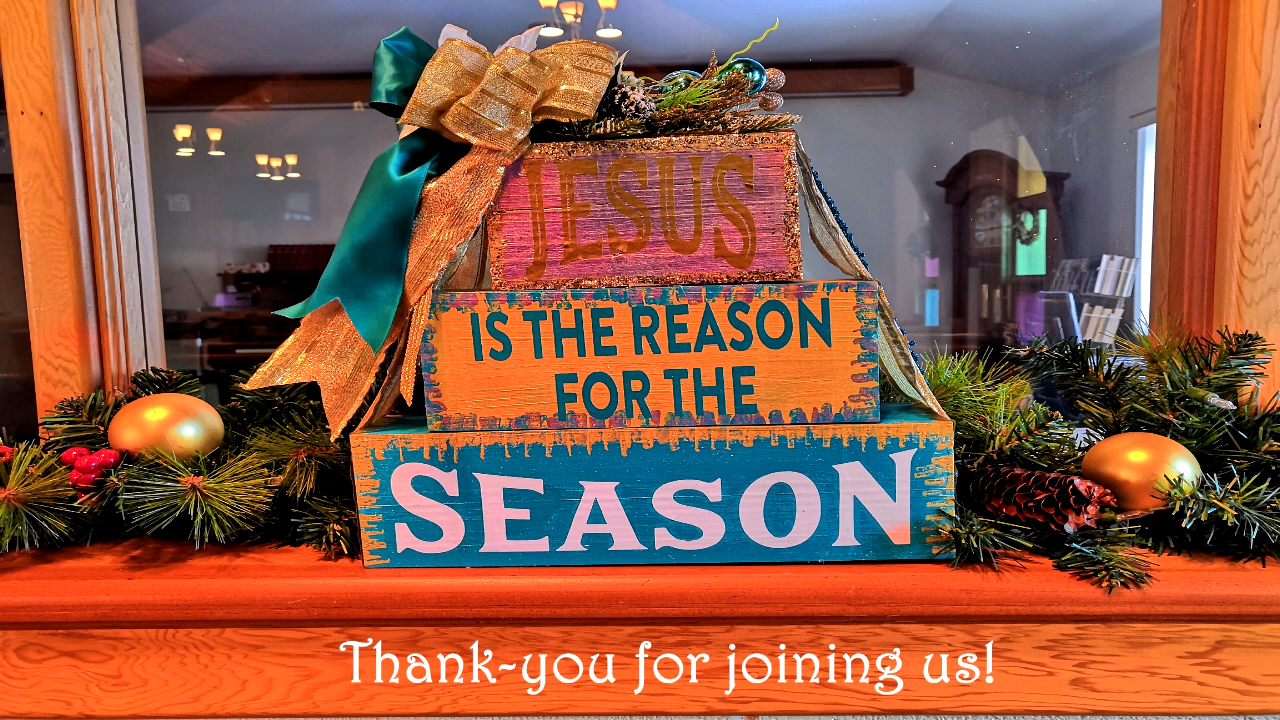 JESUS
IS THE REASON
FOR THE
SEASON
Thank-you for joining us!